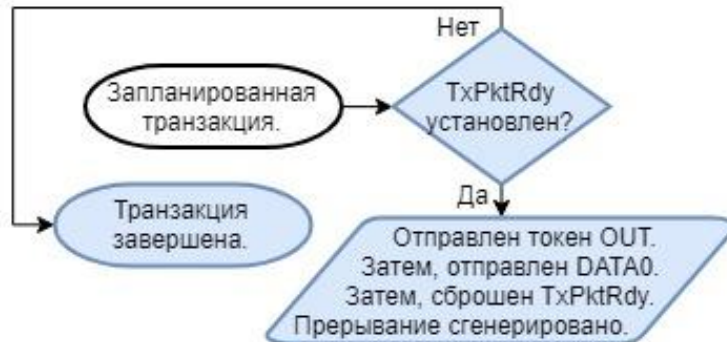 Нет
Запланированная
транзакция.
TxPktRdy
установлен?
Да
Транзакция
завершена.
Отправлен токен OUT.
Затем, отправлен DATA0.
Затем, сброшен TxPktRdy.
Прерывание сгенерировано.